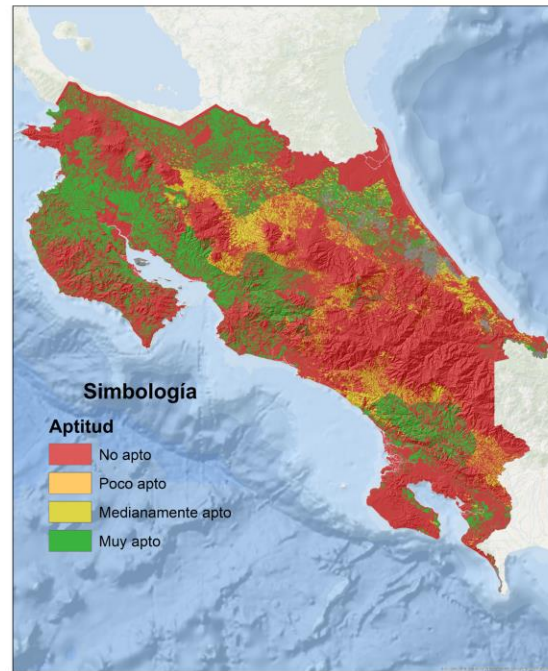 Simbología
Aptitud
No apto
Poco apto
Medianamente apto
Muy apto